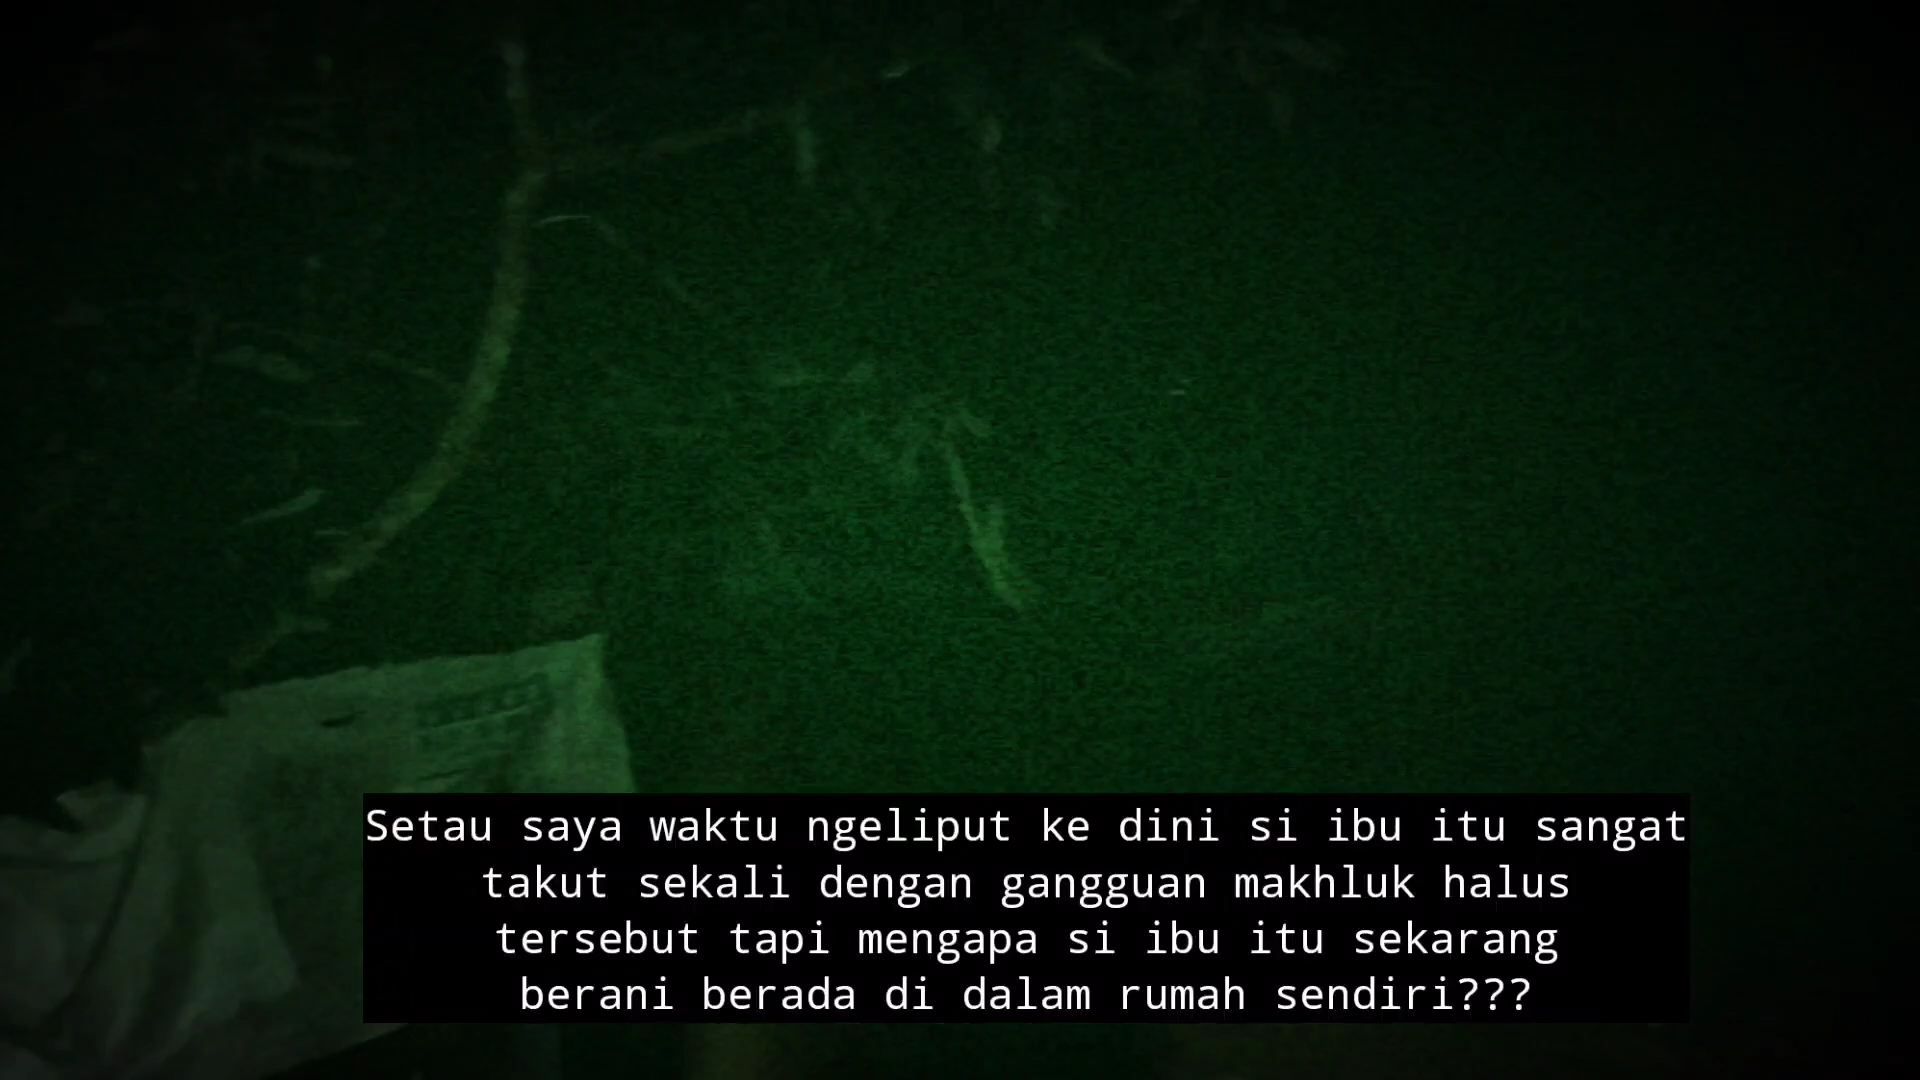 Setau saya waktu ngeliput ke dini si ibu itu sangat
takut sekali dengan gangguan makhluk halus
tersebut tapi mengapa si ibu itu sekarang
berani berada di dalam rumah sendiri???